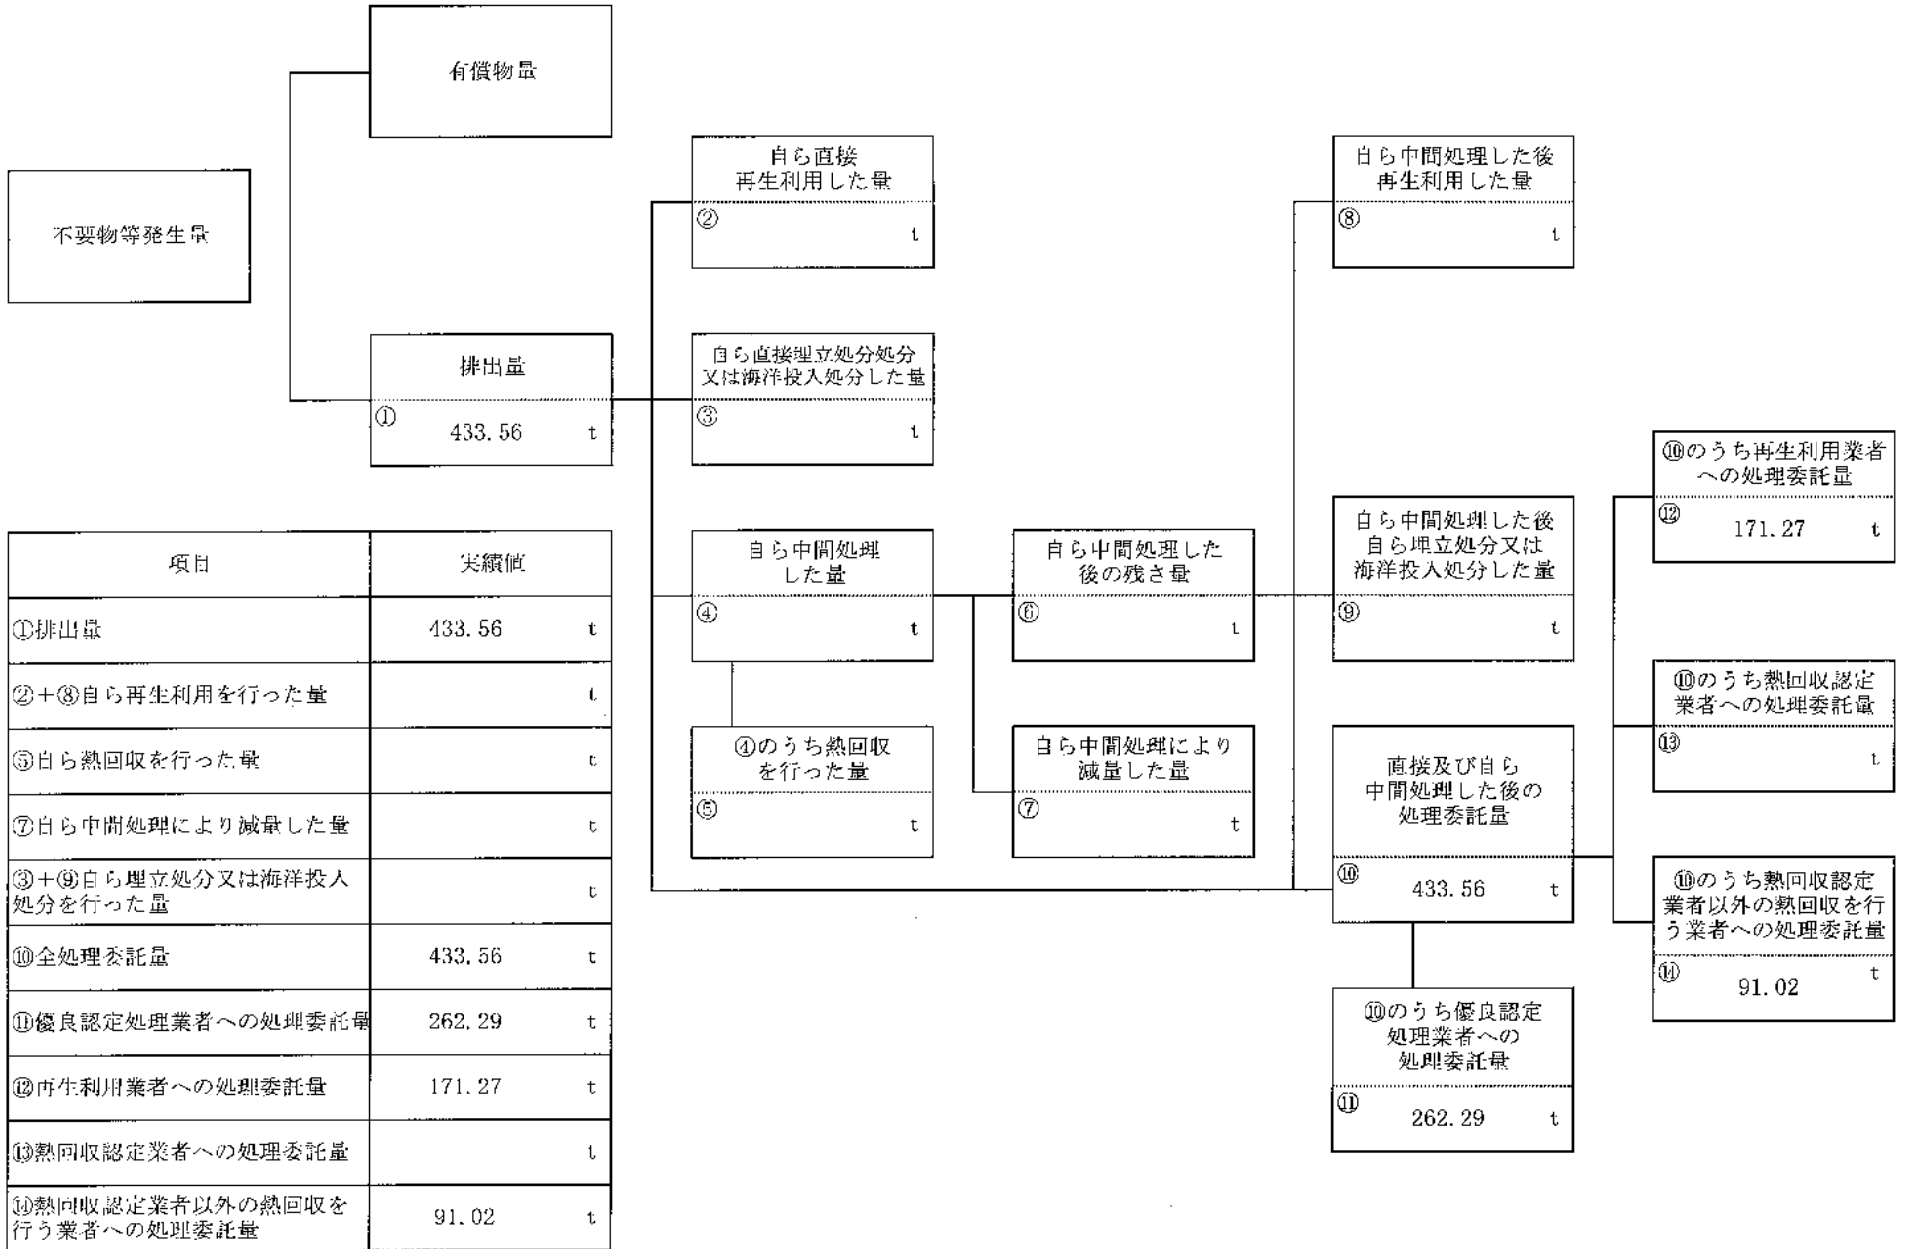 有償物量
不要物等発生量
排出量
① 433.56 t
自ら直接
再生利用した量
② t
自ら直接埋立処分処分
又は海洋投入処分した量
③ t
自ら中間処理
した量
④ t
④のうち熱回収
を行った量
⑤ t
自ら中間処理した
後の残さ量
⑥ t
自ら中間処理により
減量した量
⑦ t
自ら中間処理した後
再生利用した量
⑧ t
自ら中間処理した後
自ら埋立処分又は
海洋投入処分した量
⑨ t
直接及び自ら
中間処理した後の
処理委託量
⑩ 433.56 t
⑩のうち優良認定
処理業者への
処理委託量
⑪ 262.29 t
⑩のうち再生利用業者
への処理委託量
⑫ 171.27 t
⑩のうち熱回収認定
業者への処理委託量
⑬ t
⑩のうち熱回収認定
業者以外の熱回収を行
う業者への処理委託量
⑭ 91.02 t
項目 実績値
①排出量 433.56 t
②+⑧自ら再生利用を行った量 t
⑤自ら熱回収を行った量 t
⑦自ら中間処理により減量した量 t
③+⑨自ら埋立処分又は海洋投入
処分を行った量 t
⑩全処理委託量 433.56 t
⑪優良認定処理業者への処理委託量 262.29 t
⑫再生利用業者への処理委託量 171.27 t
⑬熱回収認定業者への処理委託量 t
⑭熱回収認定業者以外の熱回収を
行う業者への処理委託量 91.02 t